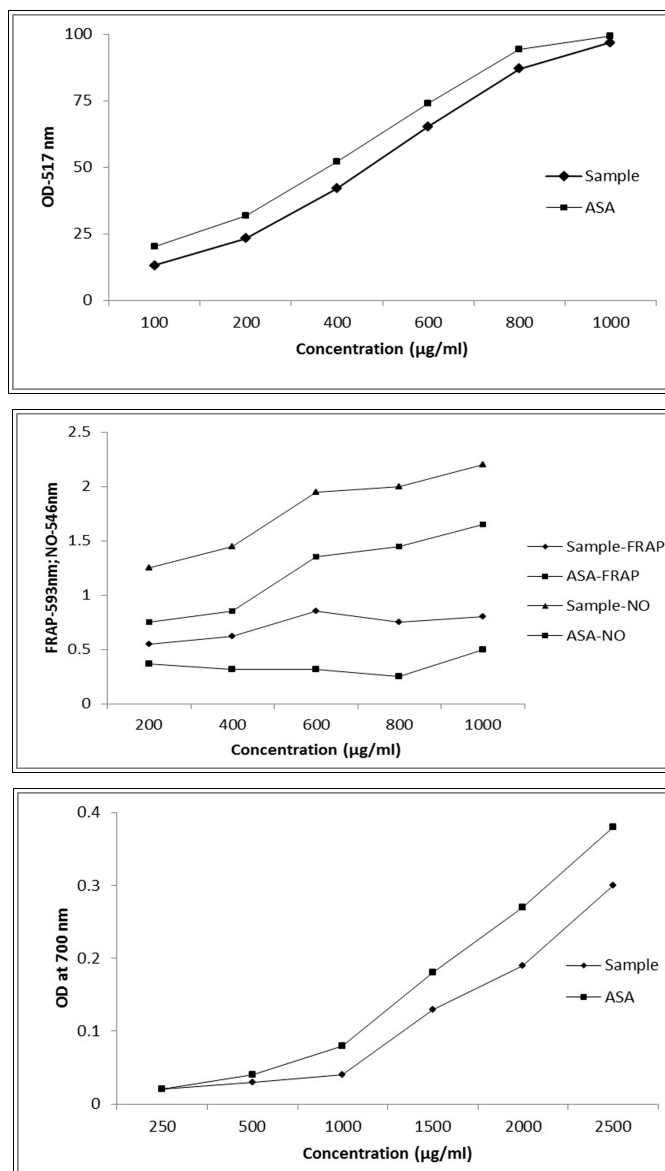 100
75
50
25
0
OD-517 nm
Sample
ASA
100 200 400 600 800 1000
Concentration (µg/ml)
2.5
2
1.5
1
0.5
0
FRAP-593nm;NO-546nm
Sample-FRAP
ASA-FRAP
Sample-NO
ASA-NO
200 400 600 800 1000
Concentration (µg/ml)
0.4
0.3
0.2
0.1
0
OD at 700 nm
Sample
ASA
250 500 1000 1500 2000 2500
Concentration (µg/ml)